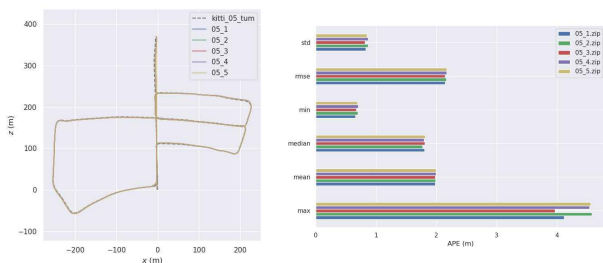 400
300
200
100
0
−100
z (m)
−200
−100
0
100
200
x (m)
kitti_05_tum
05_1
05_2
05_3
05_4
05_5
std
rmse
min
median
mean
max
0
1
2
3
4
APE (m)
05_1.zip
05_2.zip
05_3.zip
05_4.zip
05_5.zip